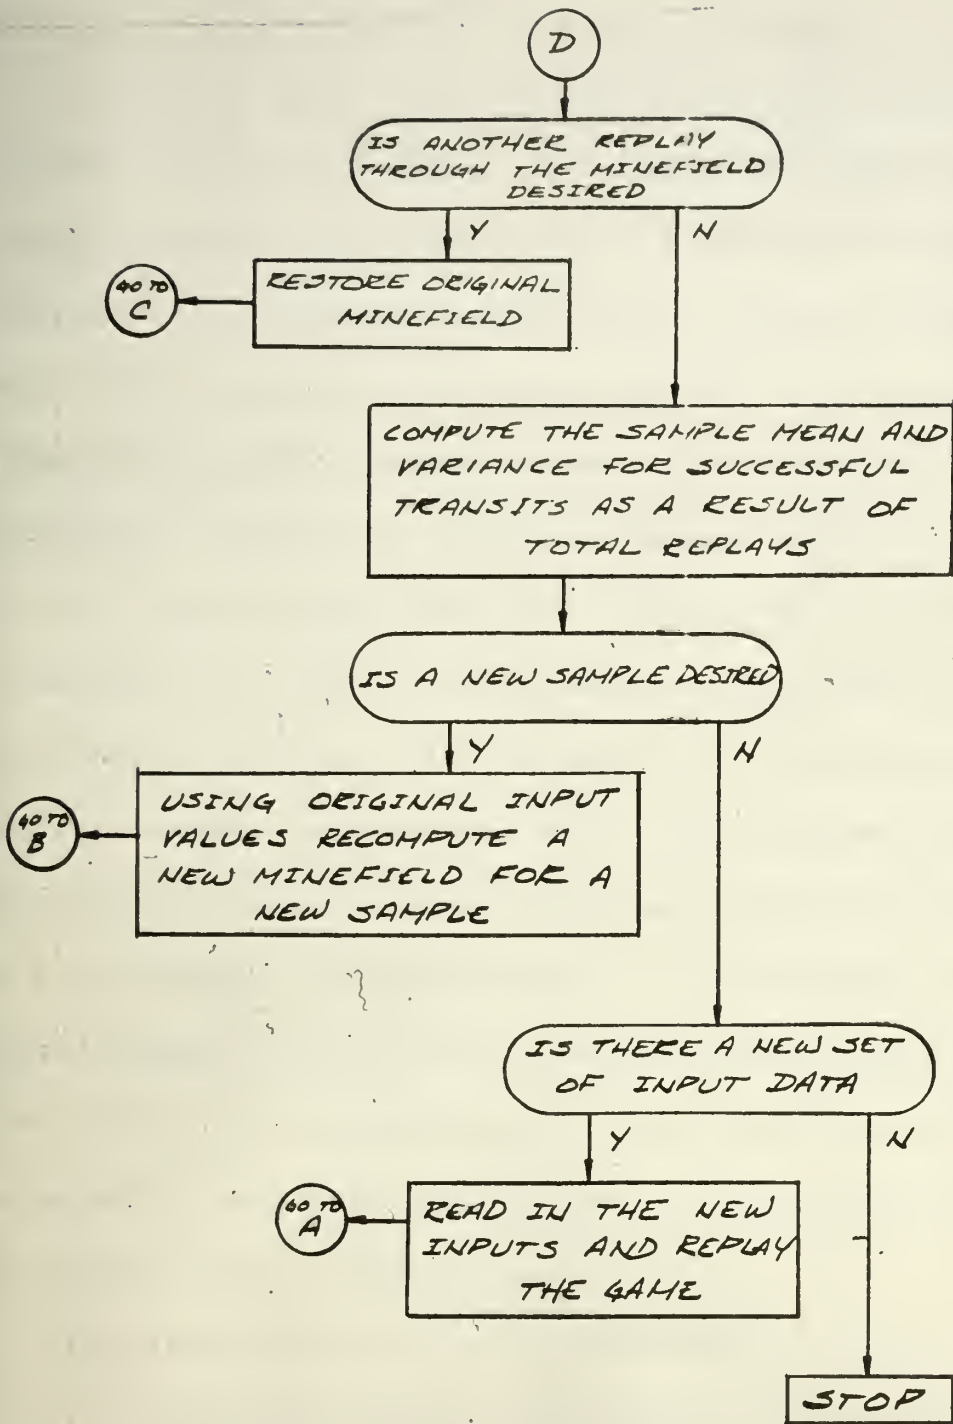 D
IS ANOTHER REPLAY
THROUGH THE MINEFIELD
DESIRED
Y
N
RESTORE ORIGINAL
MINEFIELD
GO TO
C
COMPUTE THE SAMPLE MEAN AND
VARIANCE FOR SUCCESSFUL
TRANSITS AS A RESULT OF
TOTAL REPLAYS
IS A NEW SAMPLE DESIRED
Y
N
USING ORIGINAL INPUT
VALUES RECOMPUTE A
NEW MINEFIELD FOR A
NEW SAMPLE
GO TO
B
IS THERE A NEW SET
OF INPUT DATA
Y
N
READ IN THE NEW
INPUTS AND REPLAY
THE GAME
GO TO
A
STOP